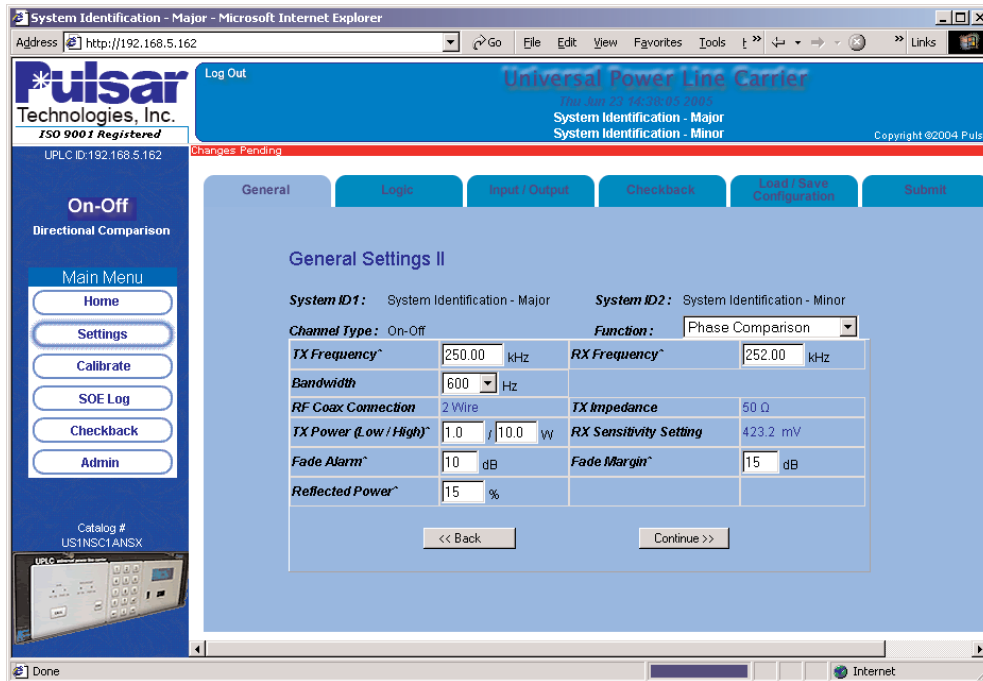 System Identification - Major - Microsoft Internet Explorer
Address http://192.168.5.162 Go File Edit View Favorites Tools t » » Links
Pulsar
Technologies, Inc.
ISO 9001 Registered
Log Out
Universal Power Line Carrier
Thu Jun 23 14:38:05 2005
System Identification - Major
System Identification - Minor
Copyright ©2004 Puls
UPLC ID:192.168.5.162
Changes Pending
General Logic Input / Output Checkback Load / Save Configuration Submit
On-Off
Directional Comparison
Main Menu
Home
Settings
Calibrate
SOE Log
Checkback
Admin
Catalog #
US1NSC1ANSX
UPLC
General Settings II
System ID1 : System Identification - Major System ID2 : System Identification - Minor
Channel Type : On-Off Function : Phase Comparison
TX Frequency^ 250.00 kHz RX Frequency^ 252.00 kHz
Bandwidth 600 Hz
RF Coax Connection 2 Wire TX Impedance 50 Ω
TX Power (Low / High)^ 1.0 / 10.0 W RX Sensitivity Setting 423.2 mV
Fade Alarm^ 10 dB Fade Margin^ 15 dB
Reflected Power^ 15 %
<< Back Continue >>
Done Internet